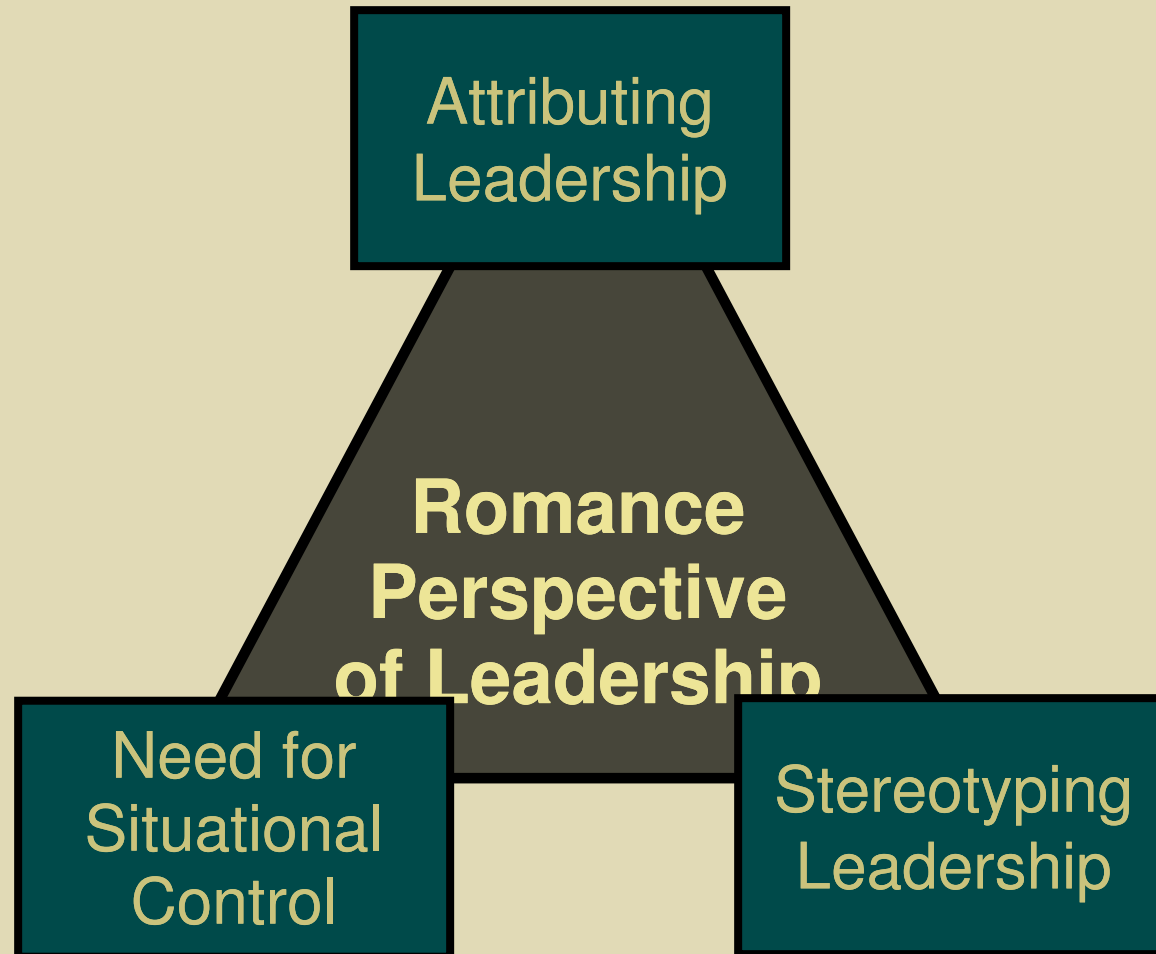 Attributing
Leadership
Romance
Perspective
of Leadership
Need for
Situational
Control
Stereotyping
Leadership